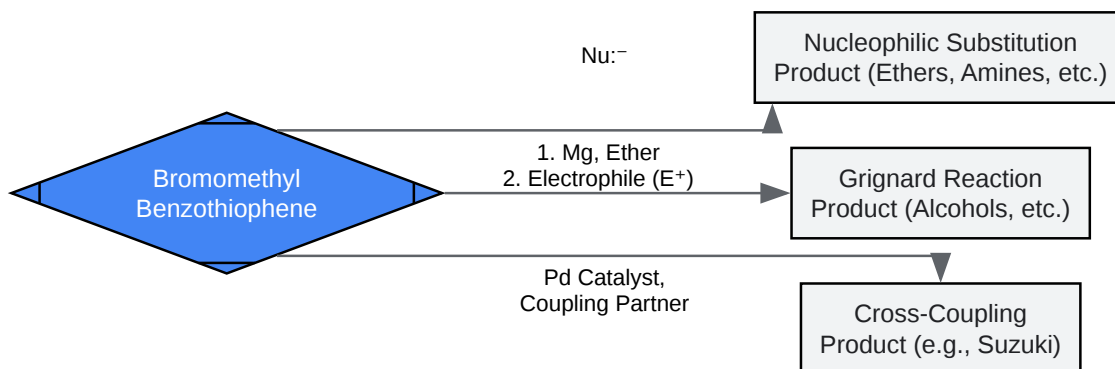 Nu:⁻
Nucleophilic Substitution
Product (Ethers, Amines, etc.)
Bromomethyl
Benzothiophene
1. Mg, Ether
2. Electrophile (E⁺)
Grignard Reaction
Product (Alcohols, etc.)
Pd Catalyst,
Coupling Partner
Cross-Coupling
Product (e.g., Suzuki)